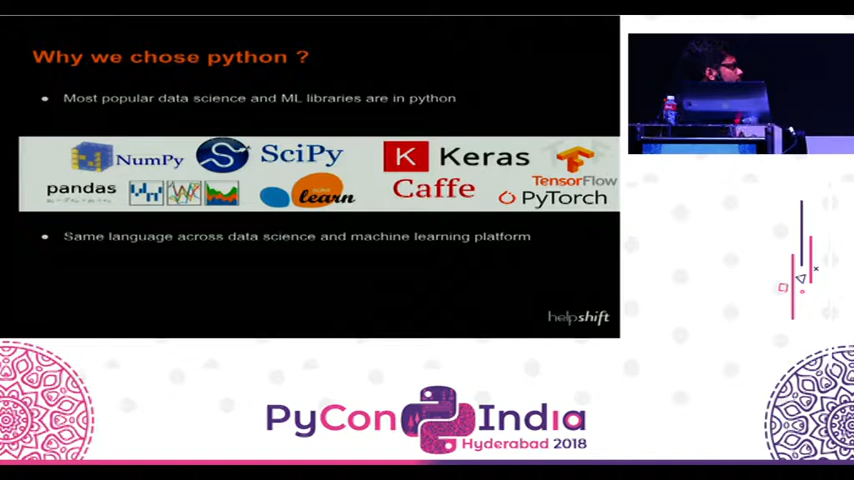 Why we chose python ?
● Most popular data science and ML libraries are in python
NumPy
SciPy
Keras
TensorFlow
pandas
learn
Caffe
PyTorch
● Same language across data science and machine learning platform
helpshift
PyCon India
Hyderabad 2018